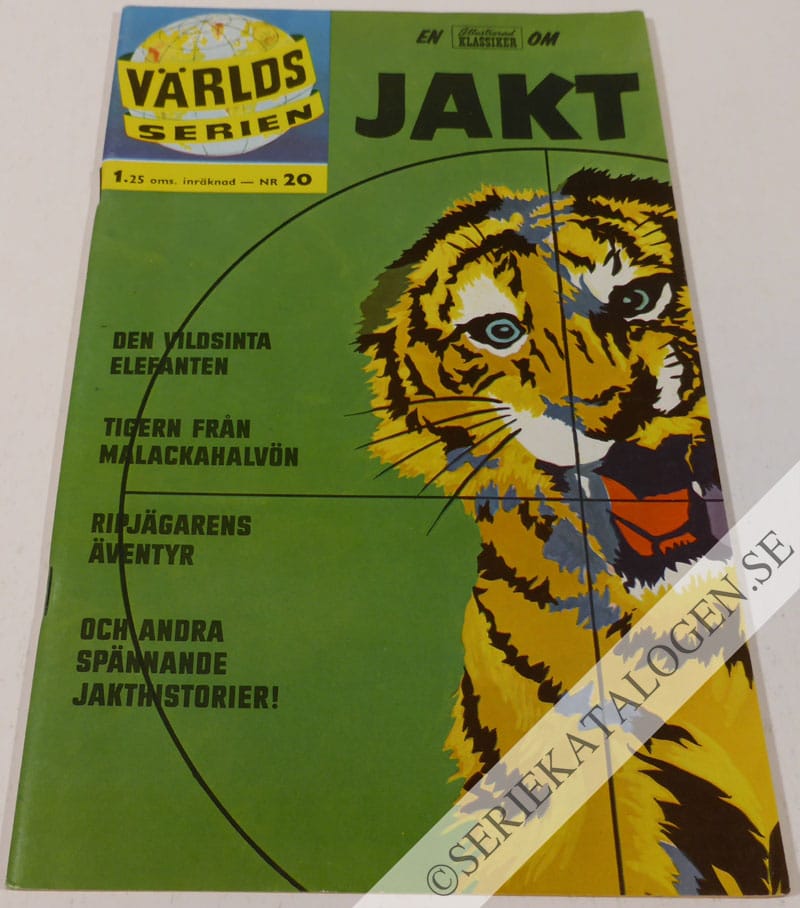 VÄRLDS
SERIEN
1.25 oms. inräknad — NR 20
EN Illustrerad KLASSIKER OM
JAKT
DEN VILDSINTA
ELEFANTEN
TIGERN FRÅN
MALACKAHALVÖN
RIPJÄGARENS
ÄVENTYR
OCH ANDRA
SPÄNNANDE
JAKTHISTORIER!
©SERIEKATALOGEN.SE